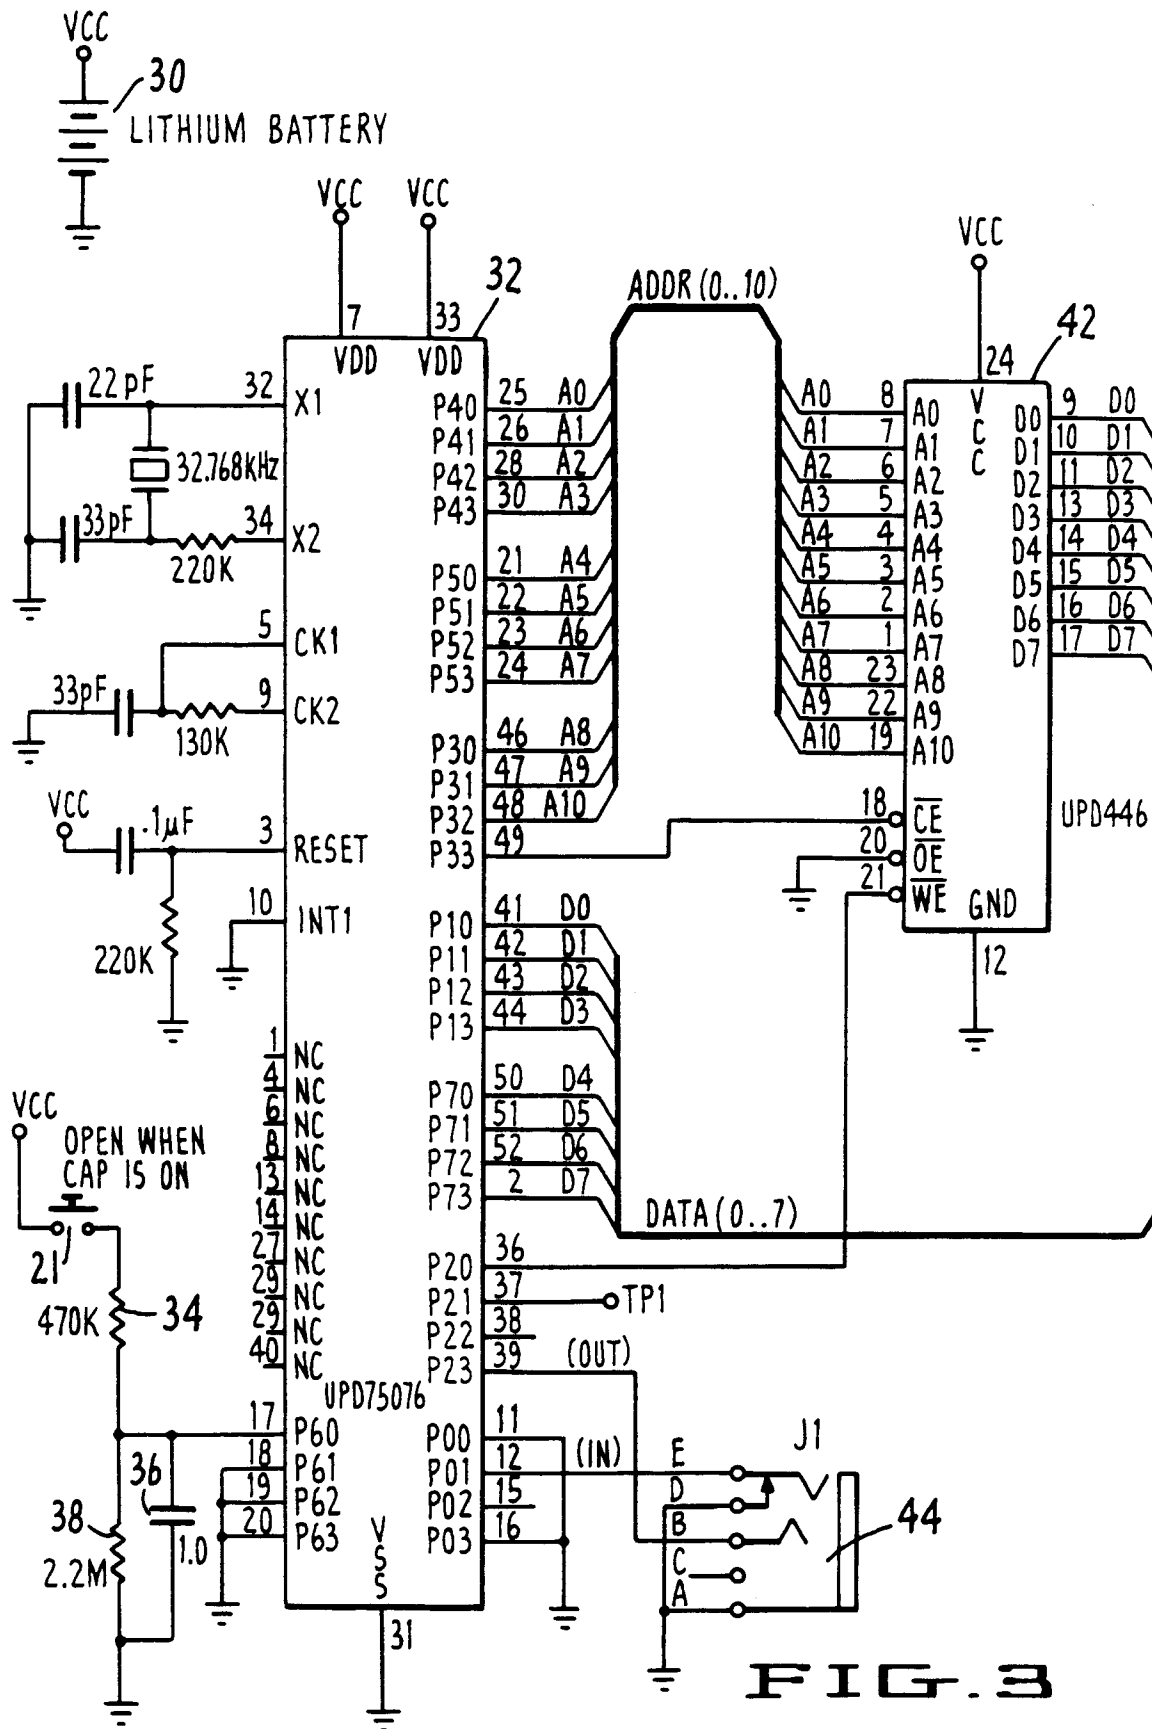 VCC
30
LITHIUM BATTERY
VCC VCC
32
7 33
VDD VDD
ADDR (0..10)
VCC
42
24
VCC
22pF 32 X1
32.768KHz
33pF 34 X2
220K
5 CK1
33pF 9 CK2
130K
VCC .1µF 3 RESET
10 INT1
220K
1 NC
4 NC
6 NC
8 NC
13 NC
14 NC
27 NC
29 NC
29 NC
40 NC
VCC
OPEN WHEN
CAP IS ON
21
470K 34
UPD75076
17 P60
18 P61
19 P62
20 P63
36
38
1.0
2.2M
VSS
31
P40 25 A0
P41 26 A1
P42 28 A2
P43 30 A3
P50 21 A4
P51 22 A5
P52 23 A6
P53 24 A7
P30 46 A8
P31 47 A9
P32 48 A10
P33 49
P10 41 D0
P11 42 D1
P12 43 D2
P13 44 D3
P70 50 D4
P71 51 D5
P72 52 D6
P73 2 D7
DATA (0..7)
P20 36
P21 37 TP1
P22 38
P23 39 (OUT)
P00 11
P01 12 (IN)
P02 15
P03 16
A0 8 A0
A1 7 A1
A2 6 A2
A3 5 A3
A4 4 A4
A5 3 A5
A6 2 A6
A7 1 A7
A8 23 A8
A9 22 A9
A10 19 A10
18 CE
20 OE
21 WE
GND
12
UPD446
D0 9 D0
D1 10 D1
D2 11 D2
D3 13 D3
D4 14 D4
D5 15 D5
D6 16 D6
D7 17 D7
J1
E
D
B
C
A
44
FIG.3